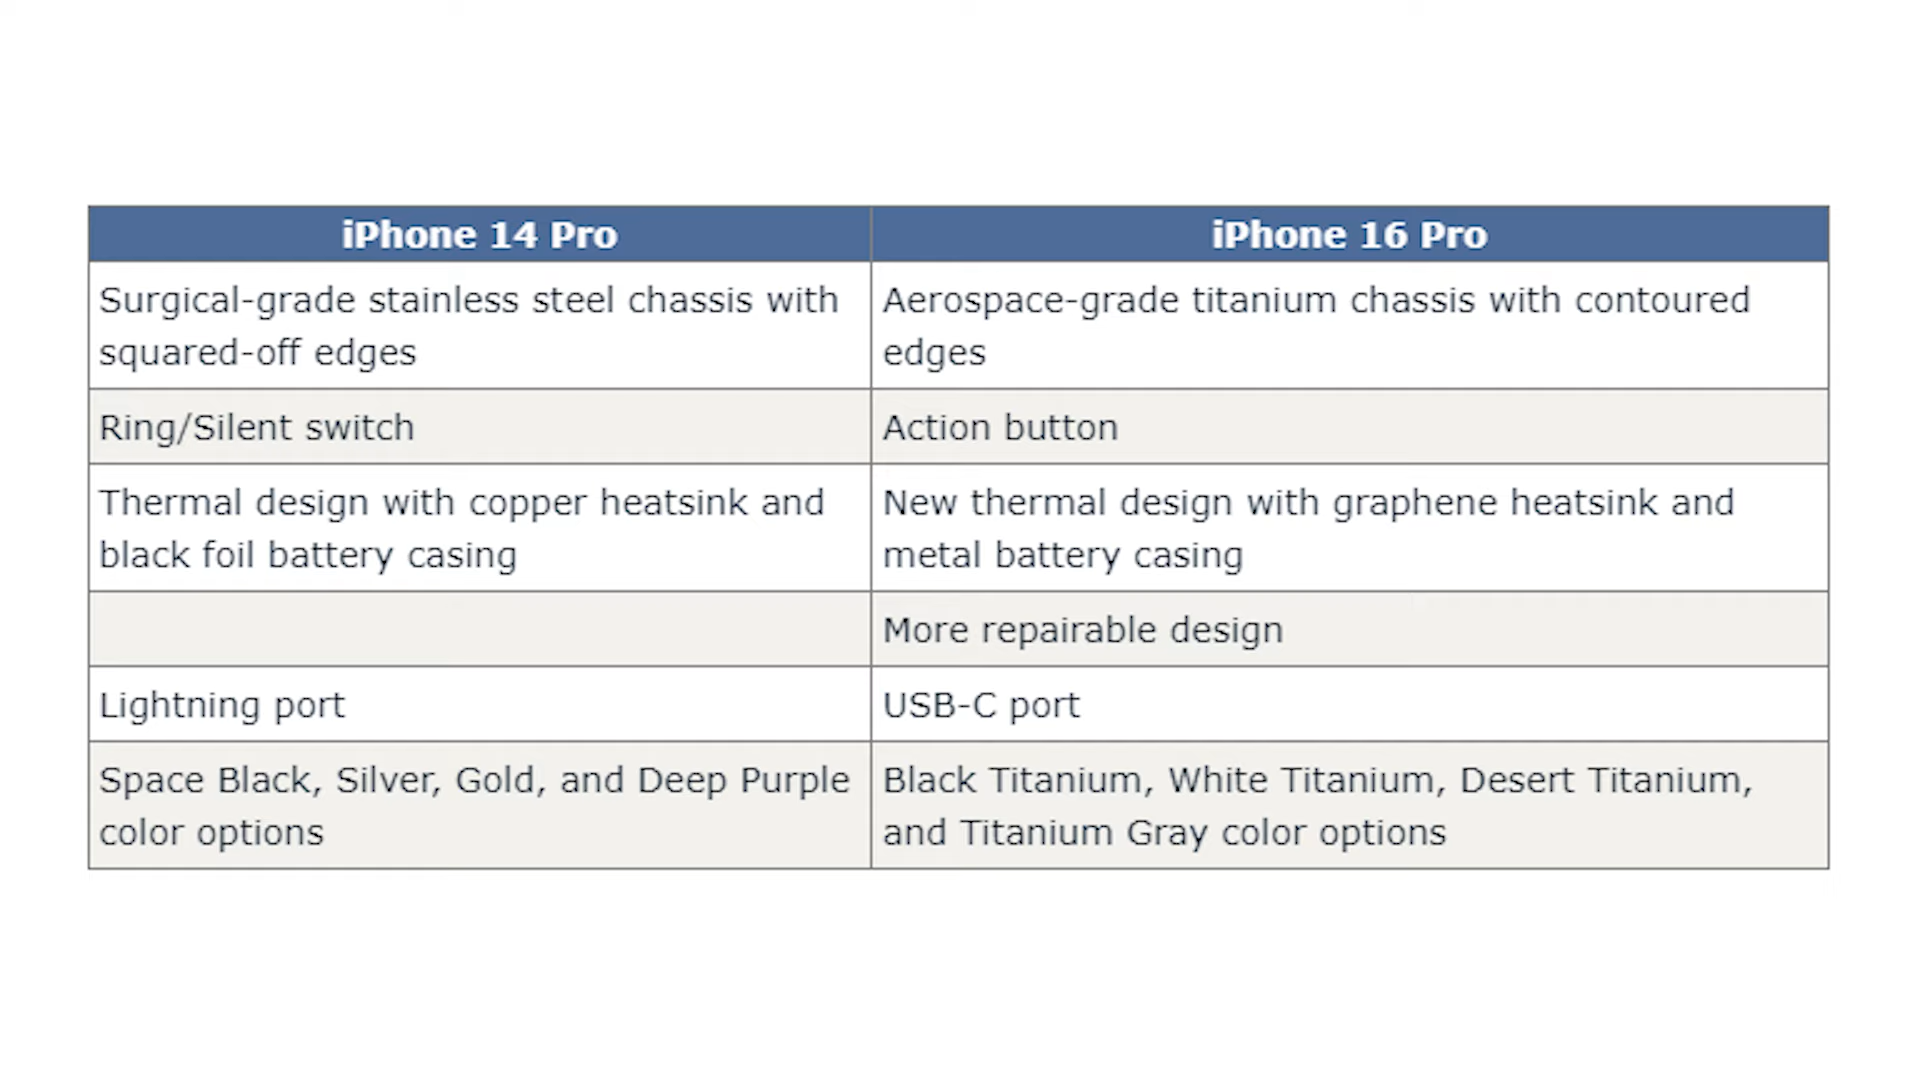 iPhone 14 Pro
iPhone 16 Pro
Surgical-grade stainless steel chassis with
squared-off edges
Aerospace-grade titanium chassis with contoured
edges
Ring/Silent switch
Action button
Thermal design with copper heatsink and
black foil battery casing
New thermal design with graphene heatsink and
metal battery casing
More repairable design
Lightning port
USB-C port
Space Black, Silver, Gold, and Deep Purple
color options
Black Titanium, White Titanium, Desert Titanium,
and Titanium Gray color options